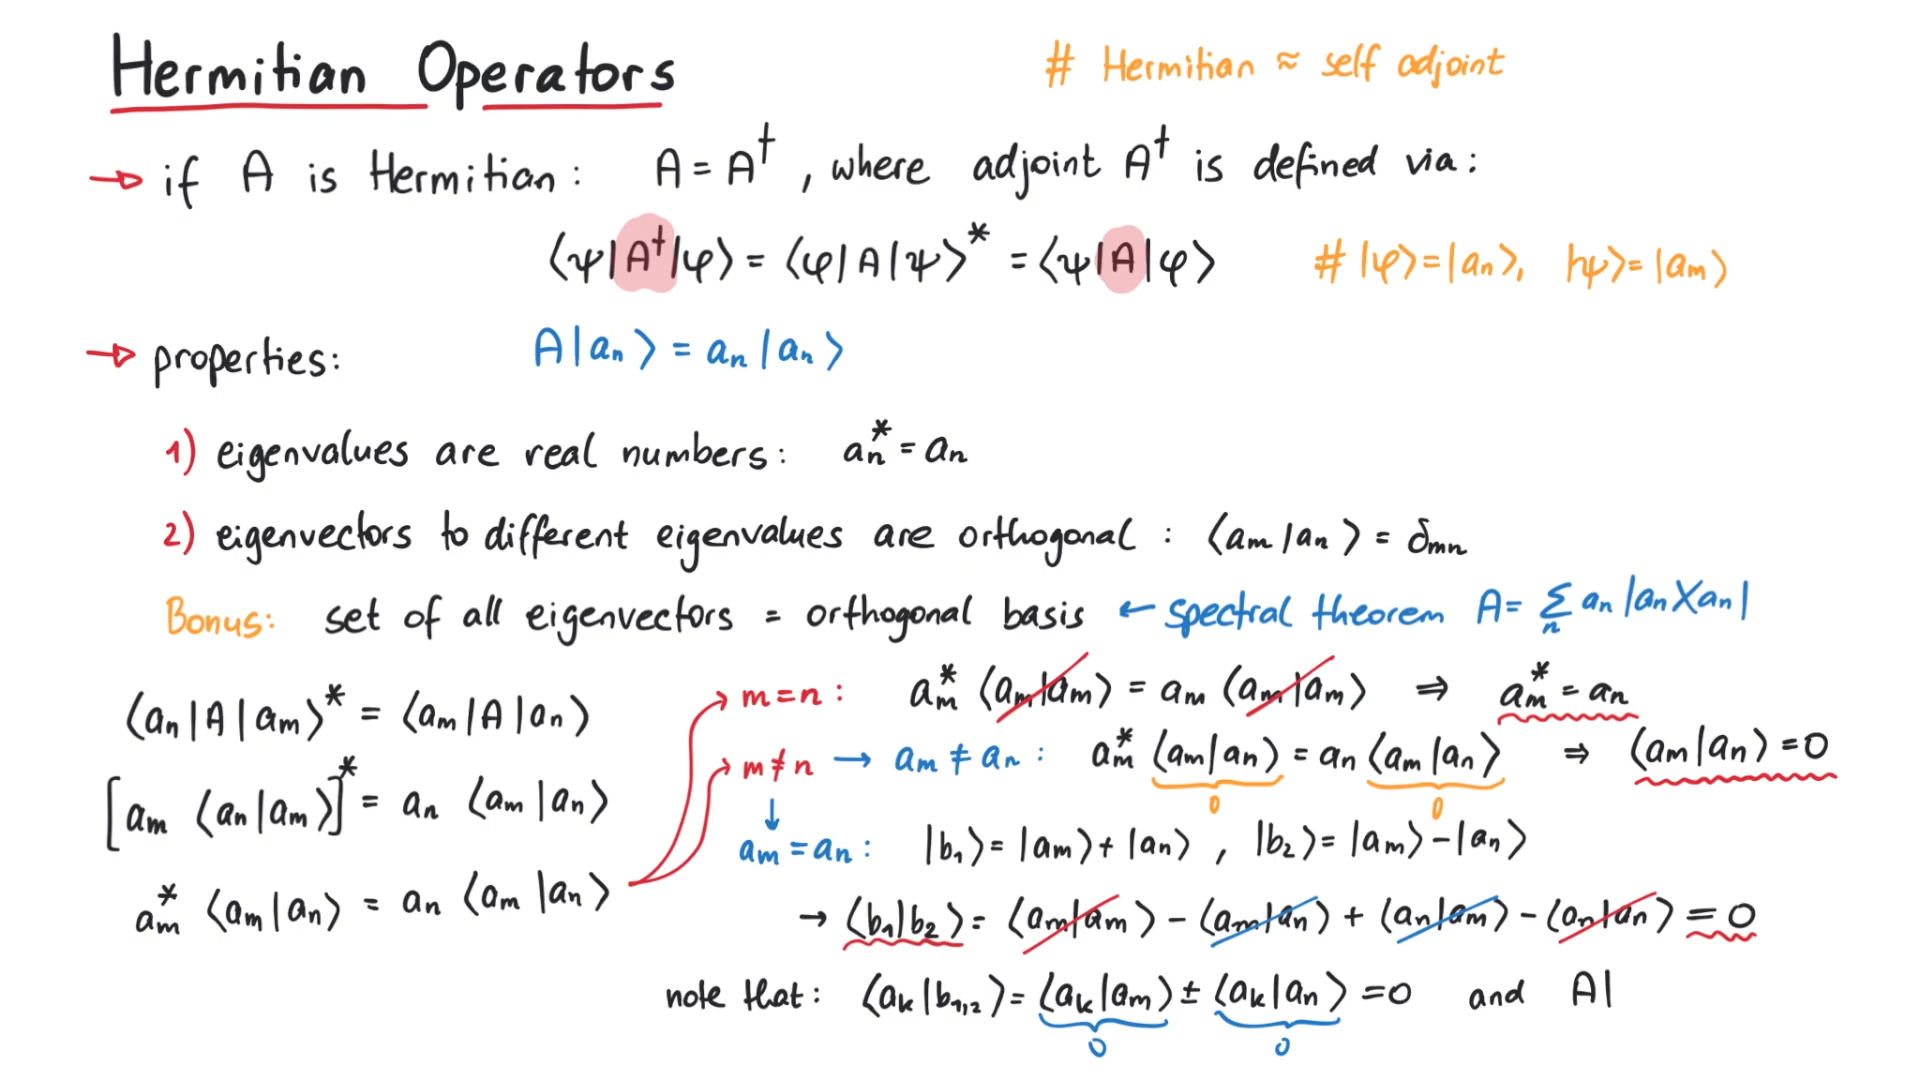 Hermitian Operators
# Hermitian ≈ self adjoint
→ if A is Hermitian: A = A† , where adjoint A† is defined via:
⟨ψ|A†|φ⟩ = ⟨φ|A|ψ⟩* = ⟨ψ|A|φ⟩ # |φ⟩=|aₙ⟩, |ψ⟩=|aₘ⟩
→ properties: A|aₙ⟩ = aₙ|aₙ⟩
1) eigenvalues are real numbers: aₙ* = aₙ
2) eigenvectors to different eigenvalues are orthogonal : ⟨aₘ|aₙ⟩ = δₘₙ
Bonus: set of all eigenvectors = orthogonal basis ← spectral theorem A = Σₙ aₙ |aₙ⟩⟨aₙ|
⟨aₙ|A|aₘ⟩* = ⟨aₘ|A|aₙ⟩
[aₘ ⟨aₙ|aₘ⟩]* = aₙ ⟨aₘ|aₙ⟩
aₘ* ⟨aₘ|aₙ⟩ = aₙ ⟨aₘ|aₙ⟩
m=n: aₘ* ⟨aₘ|aₘ⟩ = aₘ ⟨aₘ|aₘ⟩ ⇒ aₘ* = aₙ
m≠n → aₘ ≠ aₙ : aₘ* ⟨aₘ|aₙ⟩ = aₙ ⟨aₘ|aₙ⟩ ⇒ ⟨aₘ|aₙ⟩ = 0
0 0
↓
aₘ = aₙ : |b₁⟩ = |aₘ⟩ + |aₙ⟩ , |b₂⟩ = |aₘ⟩ − |aₙ⟩
→ ⟨b₁|b₂⟩ = ⟨aₘ|aₘ⟩ − ⟨aₘ|aₙ⟩ + ⟨aₙ|aₘ⟩ − ⟨aₙ|aₙ⟩ = 0
note that: ⟨aₖ|b₁,₂⟩ = ⟨aₖ|aₘ⟩ ± ⟨aₖ|aₙ⟩ = 0 and A|
0 0